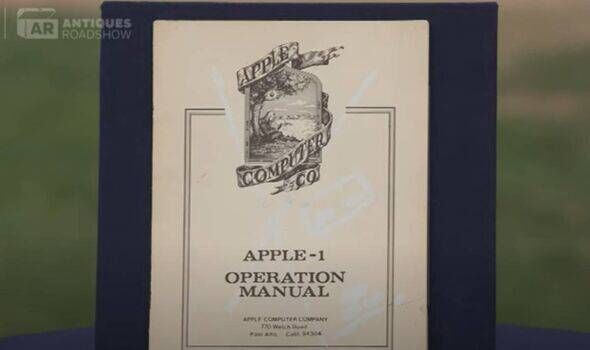 AR ANTIQUES
ROADSHOW
APPLE
COMPUTER
CO
APPLE-1
OPERATION
MANUAL
APPLE COMPUTER COMPANY
770 Welch Road
Palo Alto, Calif. 94304